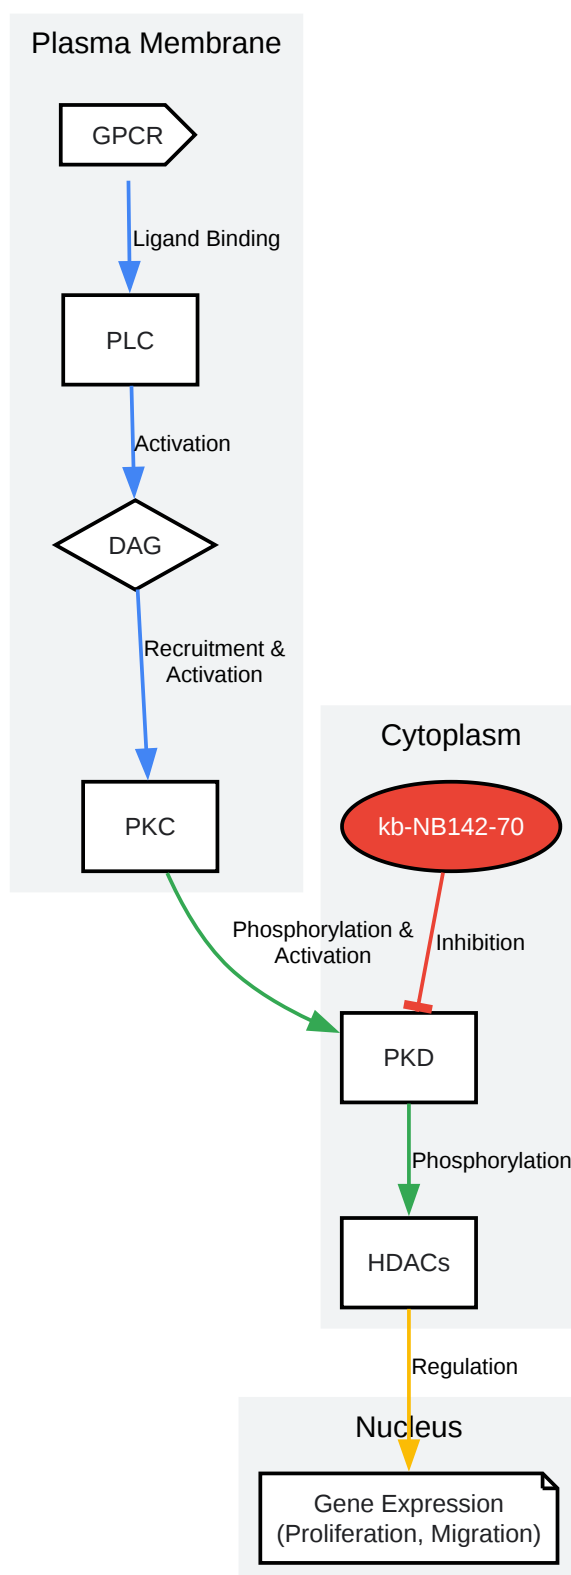 Plasma Membrane
GPCR
Ligand Binding
PLC
Activation
DAG
Recruitment &
Activation
Cytoplasm
PKC
kb-NB142-70
Phosphorylation &
Activation
Inhibition
PKD
Phosphorylation
HDACs
Regulation
Nucleus
Gene Expression
(Proliferation, Migration)